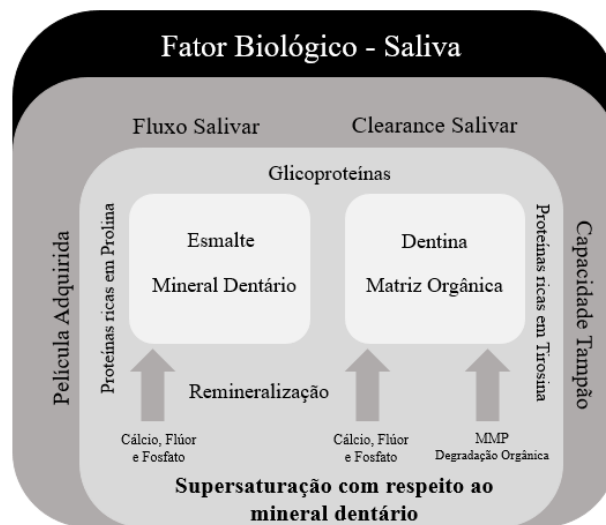 Fator Biológico - Saliva
Fluxo Salivar
Clearance Salivar
Glicoproteínas
Película Adquirida
Proteínas ricas em Prolina
Esmalte
Mineral Dentário
Dentina
Matriz Orgânica
Proteínas ricas em Tirosina
Capacidade Tampão
Remineralização
Cálcio, Flúor
e Fosfato
Cálcio, Flúor
e Fosfato
MMP
Degradação Orgânica
Supersaturação com respeito ao
mineral dentário